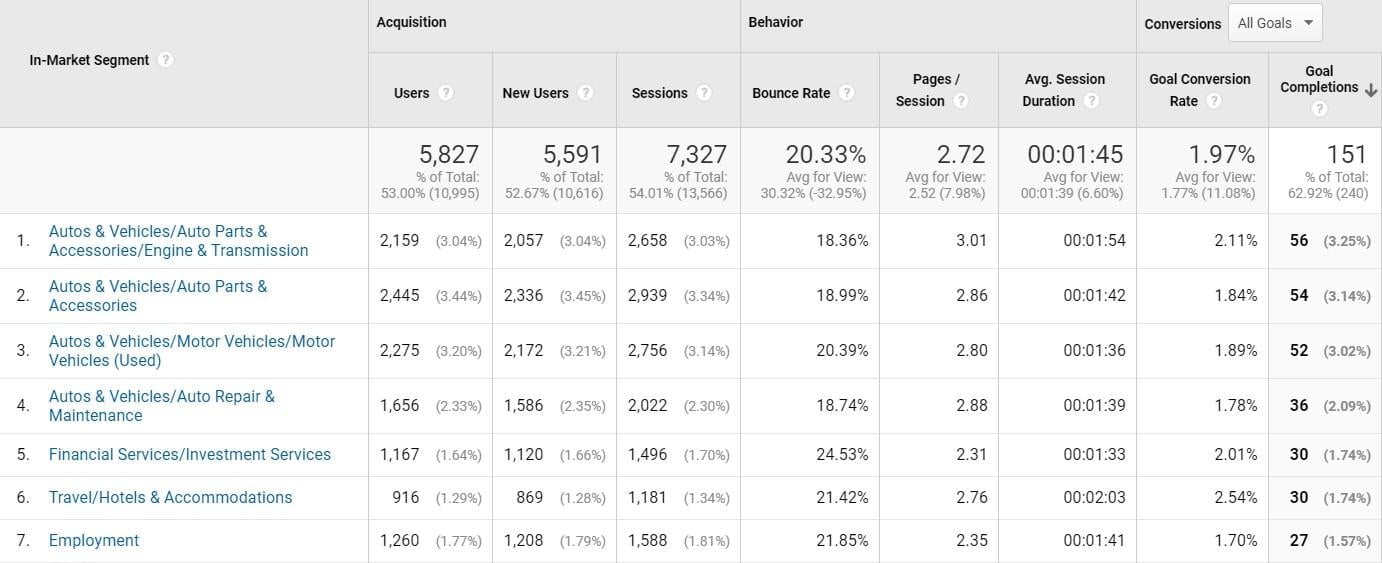 Acquisition
Behavior
Conversions All Goals
In-Market Segment ?
Users ?
New Users ?
Sessions ?
Bounce Rate ?
Pages /
Session ?
Avg. Session
Duration ?
Goal Conversion
Rate ?
Goal
Completions
?
5,827
% of Total:
53.00% (10,995)
5,591
% of Total:
52.67% (10,616)
7,327
% of Total:
54.01% (13,566)
20.33%
Avg for View:
30.32% (-32.95%)
2.72
Avg for View:
2.52 (7.98%)
00:01:45
Avg for View:
00:01:39 (6.60%)
1.97%
Avg for View:
1.77% (11.08%)
151
% of Total:
62.92% (240)
1. Autos & Vehicles/Auto Parts &
Accessories/Engine & Transmission
2,159 (3.04%) 2,057 (3.04%) 2,658 (3.03%) 18.36% 3.01 00:01:54 2.11% 56 (3.25%)
2. Autos & Vehicles/Auto Parts &
Accessories
2,445 (3.44%) 2,336 (3.45%) 2,939 (3.34%) 18.99% 2.86 00:01:42 1.84% 54 (3.14%)
3. Autos & Vehicles/Motor Vehicles/Motor
Vehicles (Used)
2,275 (3.20%) 2,172 (3.21%) 2,756 (3.14%) 20.39% 2.80 00:01:36 1.89% 52 (3.02%)
4. Autos & Vehicles/Auto Repair &
Maintenance
1,656 (2.33%) 1,586 (2.35%) 2,022 (2.30%) 18.74% 2.88 00:01:39 1.78% 36 (2.09%)
5. Financial Services/Investment Services 1,167 (1.64%) 1,120 (1.66%) 1,496 (1.70%) 24.53% 2.31 00:01:33 2.01% 30 (1.74%)
6. Travel/Hotels & Accommodations 916 (1.29%) 869 (1.28%) 1,181 (1.34%) 21.42% 2.76 00:02:03 2.54% 30 (1.74%)
7. Employment 1,260 (1.77%) 1,208 (1.79%) 1,588 (1.81%) 21.85% 2.35 00:01:41 1.70% 27 (1.57%)